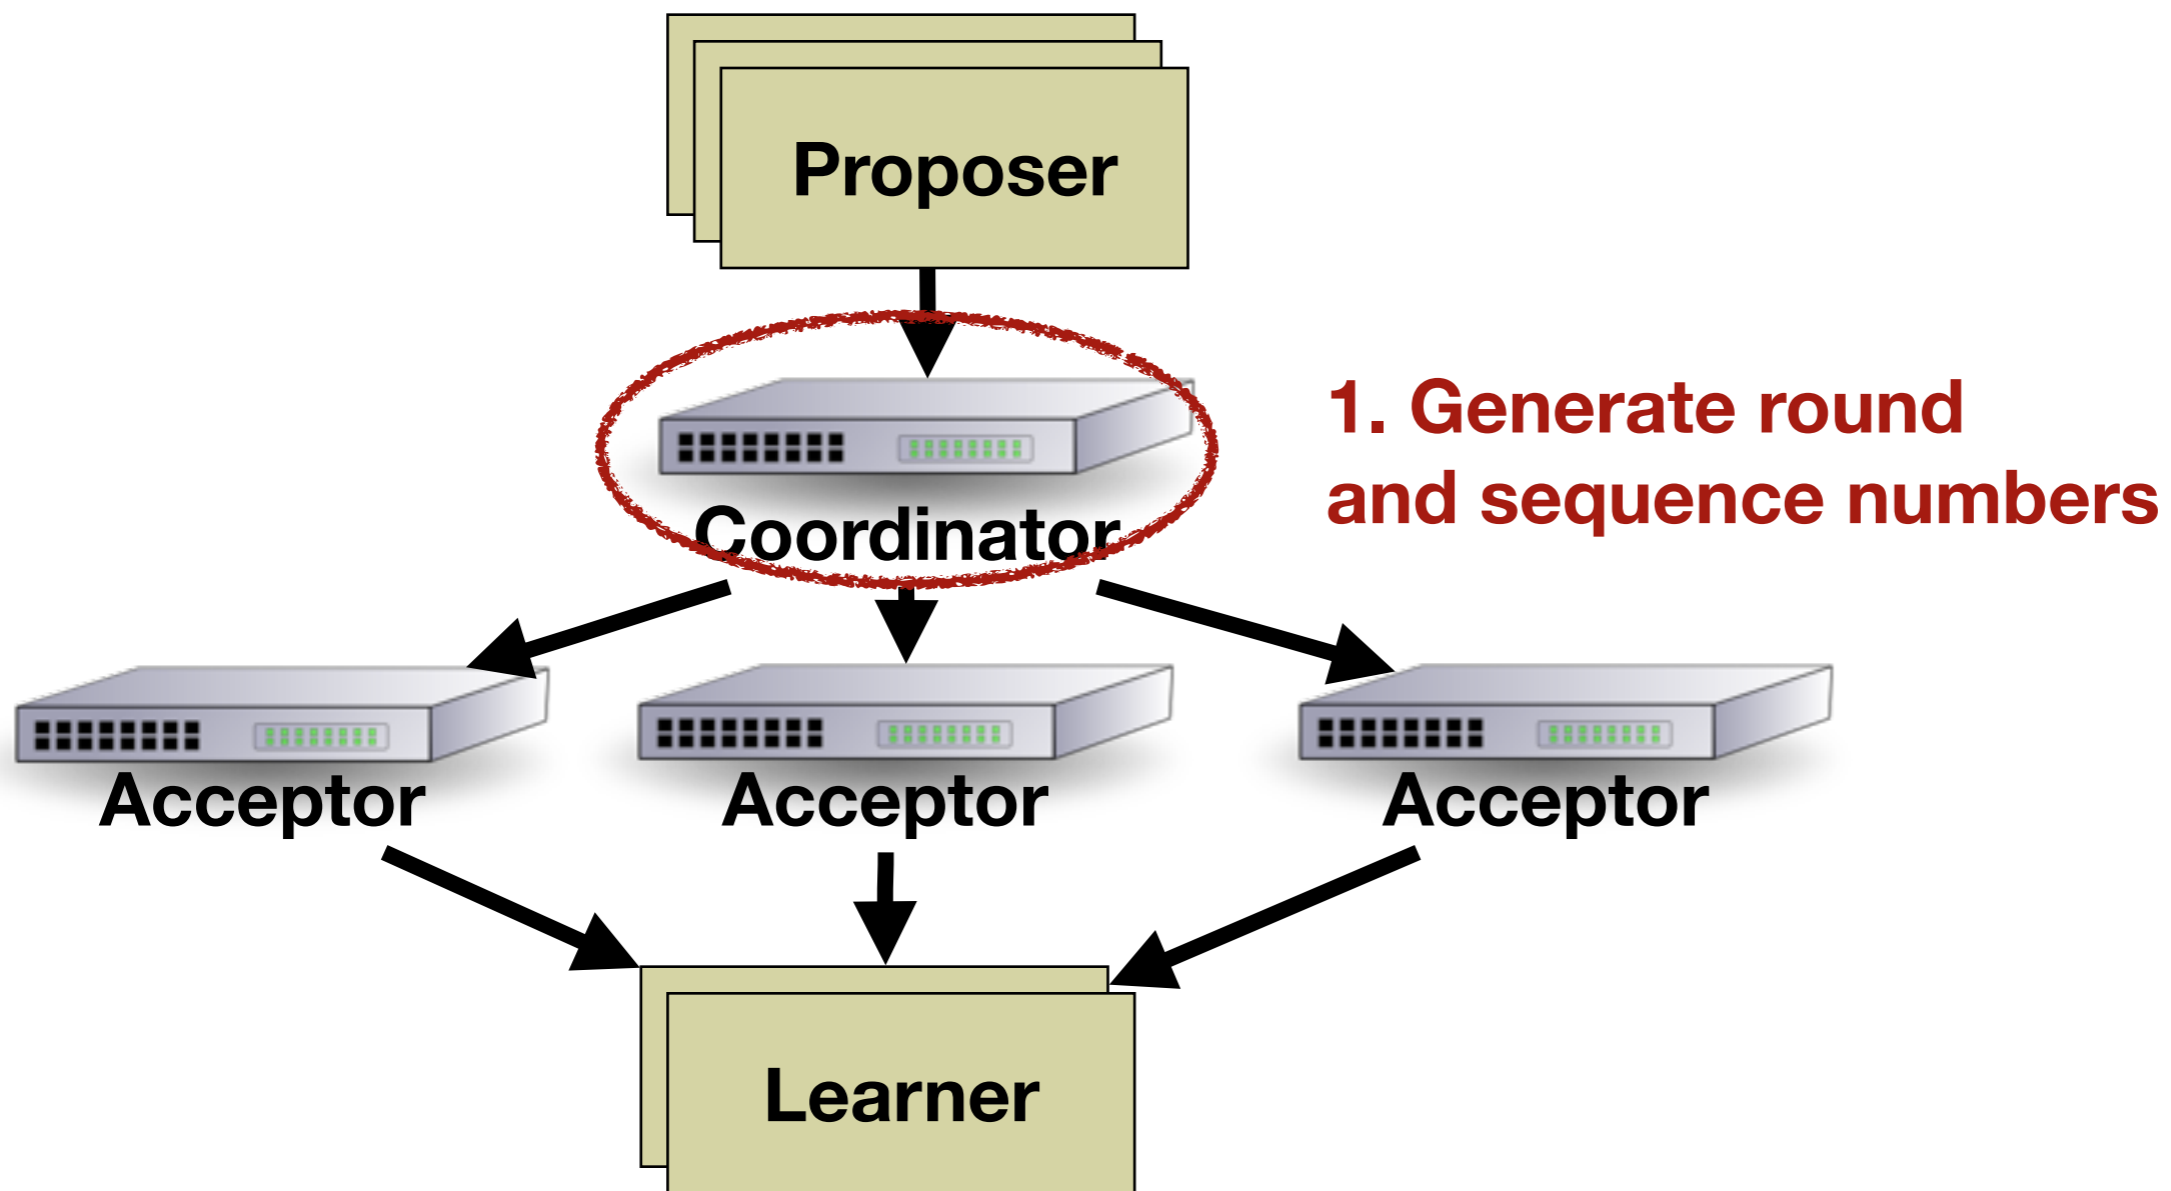 Proposer
1. Generate round
and sequence numbers
Coordinator
Acceptor
Acceptor
Acceptor
Learner